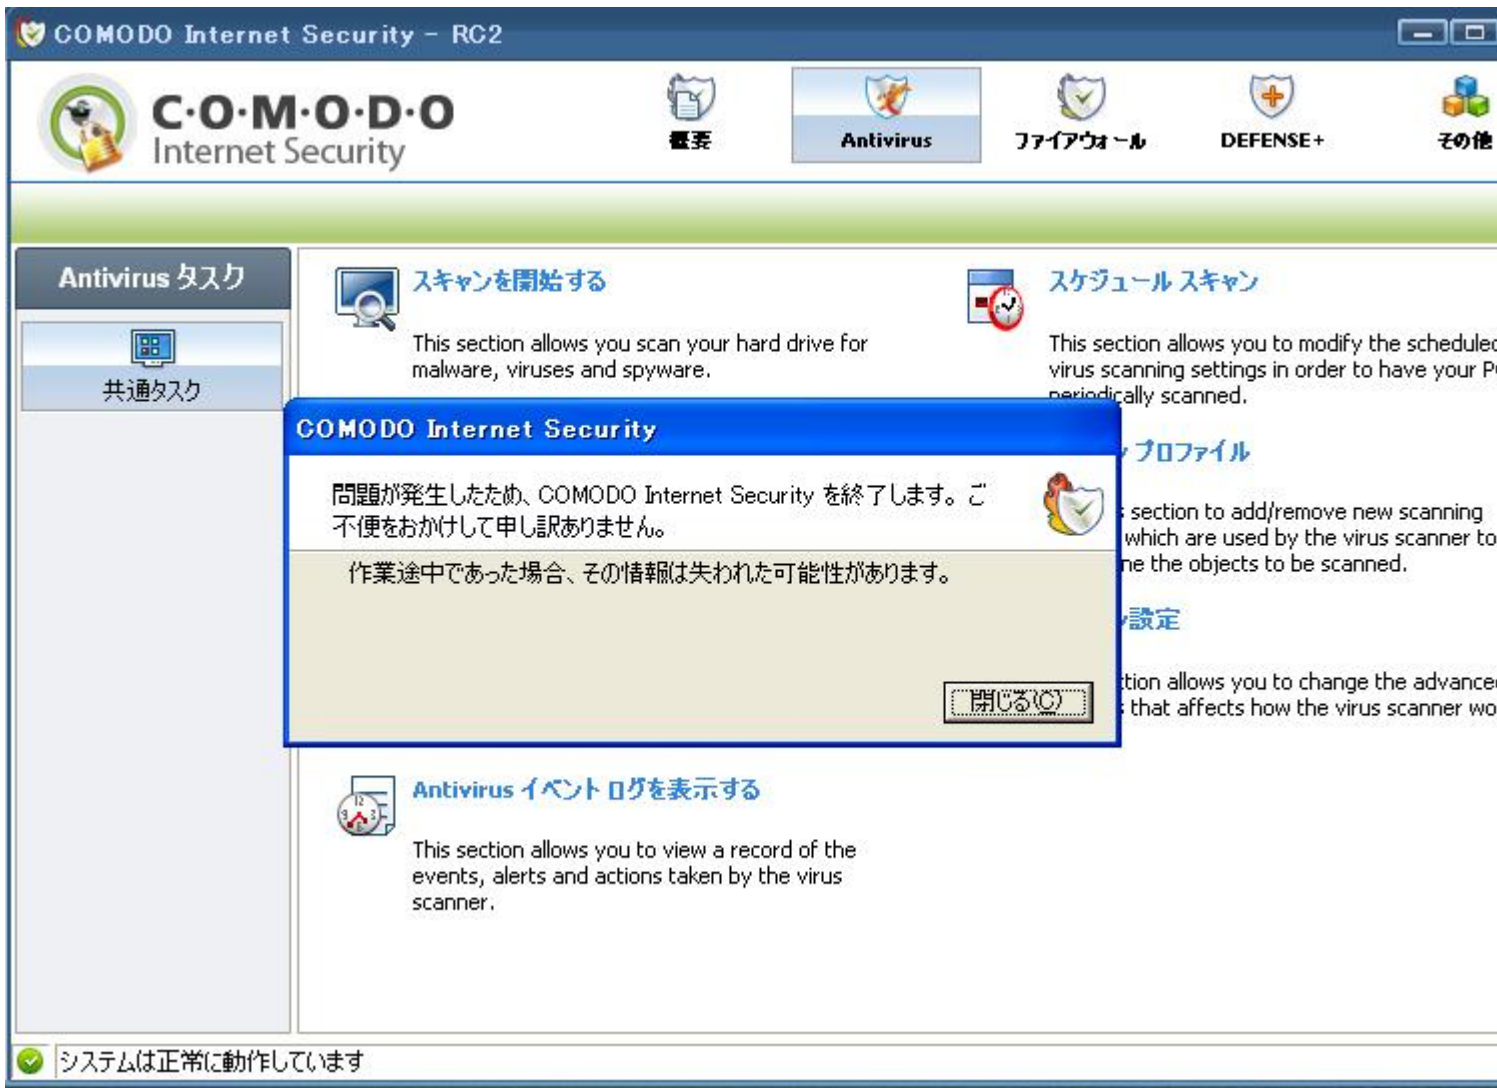 COMODO Internet Security - RC2
C·O·M·O·D·O
Internet Security
概要
Antivirus
ファイアウォール
DEFENSE+
その他
Antivirus タスク
共通タスク
スキャンを開始する
This section allows you scan your hard drive for
malware, viruses and spyware.
スケジュール スキャン
This section allows you to modify the scheduled
virus scanning settings in order to have your
periodically scanned.
COMODO Internet Security
問題が発生したため、COMODO Internet Security を終了します。ご
不便をおかけして申し訳ありません。
作業途中であった場合、その情報は失われた可能性があります。
閉じる(C)
プロファイル
section to add/remove new scanning
which are used by the virus scanner to
the objects to be scanned.
設定
allows you to change the advanced
that affects how the virus scanner
Antivirus イベント ログを表示する
This section allows you to view a record of the
events, alerts and actions taken by the virus
scanner.
システムは正常に動作しています